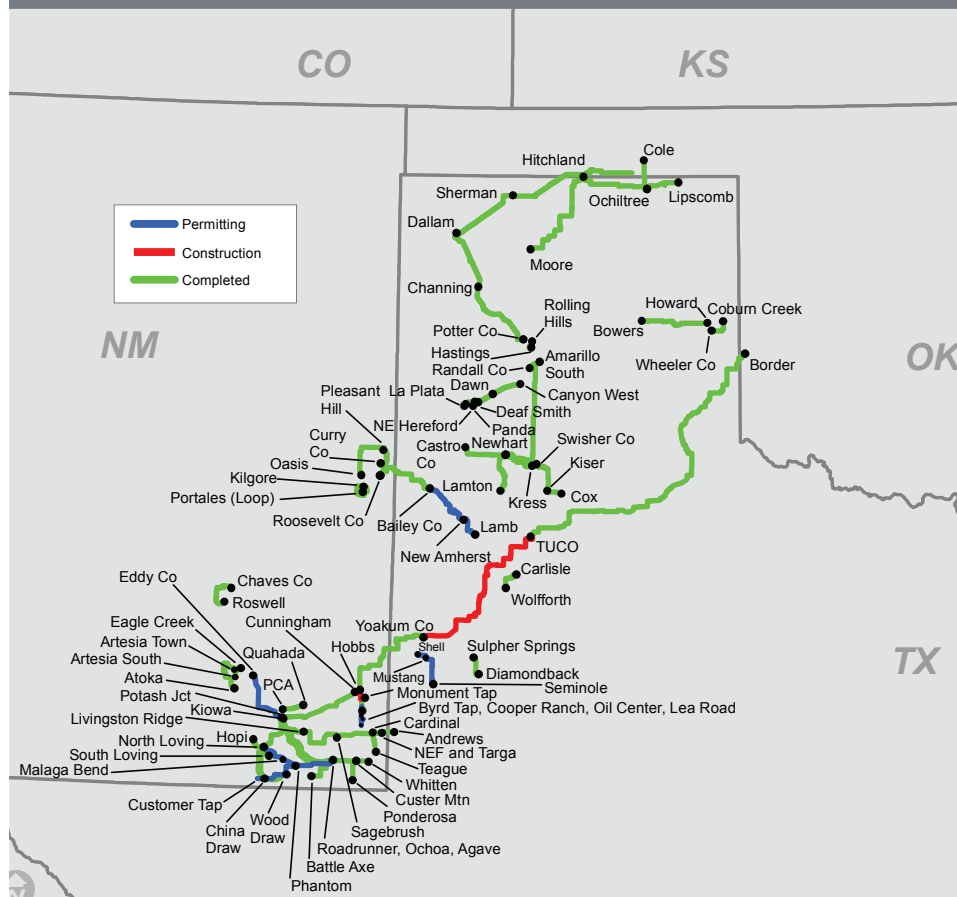 CO
KS
Cole
Hitchland
Sherman
Ochiltree
Lipscomb
Permitting
Construction
Completed
Dallam
Moore
Channing
Rolling
Hills
Howard
Coburn Creek
Bowers
Potter Co
NM
Hastings
Wheeler Co
Border
OK
Randall Co
Amarillo
South
Pleasant
Hill
La Plata
Dawn
Canyon West
Deaf Smith
NE Hereford
Panda
Curry
Co
Castro
Co
Newhart
Swisher Co
Oasis
Kiser
Kilgore
Lamton
Portales (Loop)
Kress
Cox
Roosevelt Co
Bailey Co
Lamb
New Amherst
TUCO
Carlisle
Eddy Co
Chaves Co
Wolfforth
Roswell
Eagle Creek
Cunningham
Yoakum Co
Artesia Town
Quahada
Hobbs
Shell
Sulpher Springs
Artesia South
Atoka
PCA
Mustang
Diamondback
Seminole
TX
Potash Jct
Monument Tap
Kiowa
Byrd Tap, Cooper Ranch, Oil Center, Lea Road
Livingston Ridge
Cardinal
Andrews
North Loving
Hopi
NEF and Targa
South Loving
Teague
Malaga Bend
Whitten
Custer Mtn
Customer Tap
Ponderosa
Wood
Draw
China
Draw
Sagebrush
Roadrunner, Ochoa, Agave
Battle Axe
Phantom